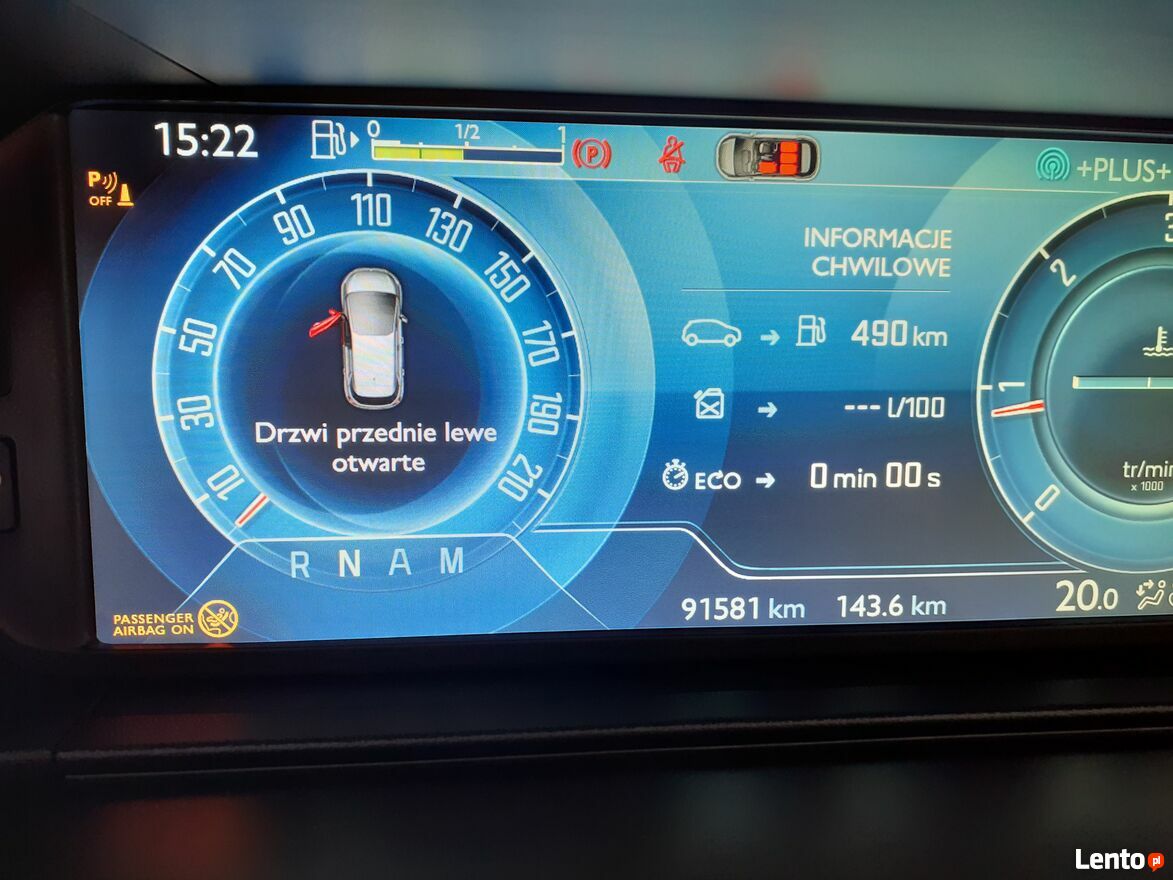 15:22
0 1/2 1
P
+PLUS+
P
OFF
10 30 50 70 90 110 130 150 170 190 210
Drzwi przednie lewe
otwarte
R N A M
PASSENGER
AIRBAG ON
INFORMACJE
CHWILOWE
490 km
--- l/100
ECO 0 min 00 s
91581 km 143.6 km
0 1 2
tr/min
x 1000
20.0
Lento.pl